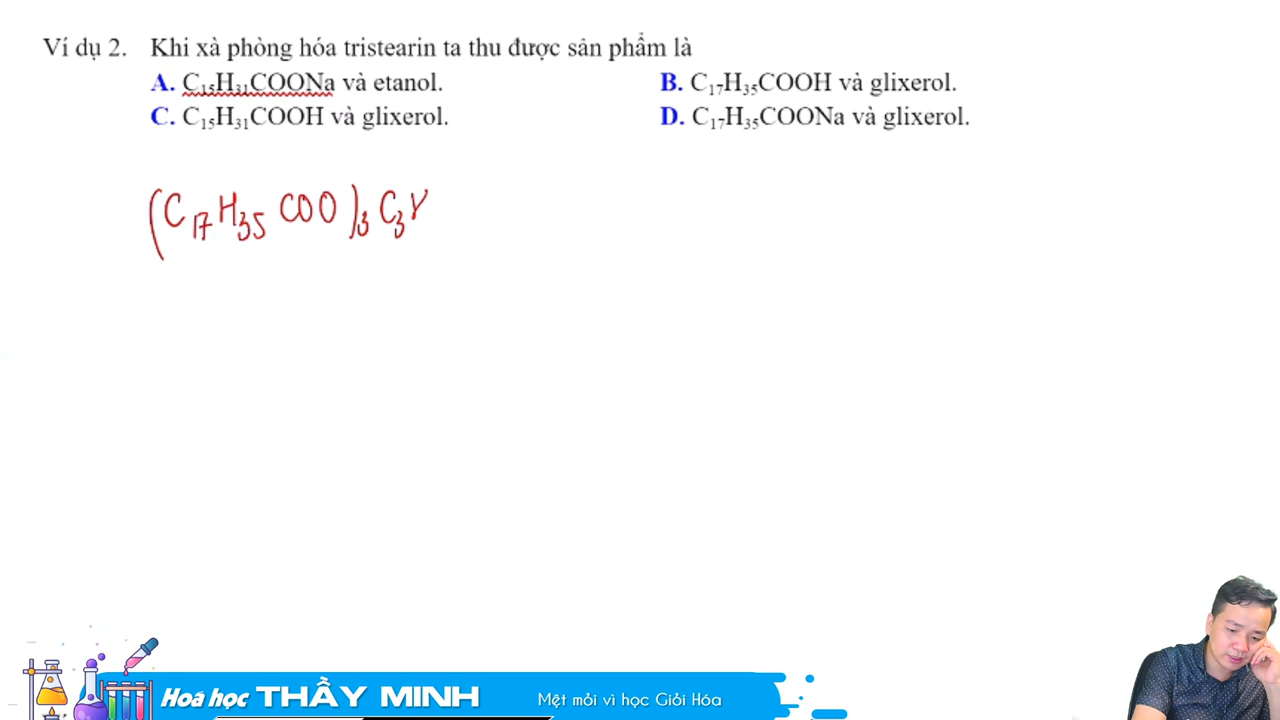 Ví dụ 2. Khi xà phòng hóa tristearin ta thu được sản phẩm là
A. C₁₅H₃₁COONa và etanol. B. C₁₇H₃₅COOH và glixerol.
C. C₁₅H₃₁COOH và glixerol. D. C₁₇H₃₅COONa và glixerol.
(C₁₇H₃₅COO)₃C₃
Hoá học THẦY MINH Mệt mỏi vì học Giỏi Hóa